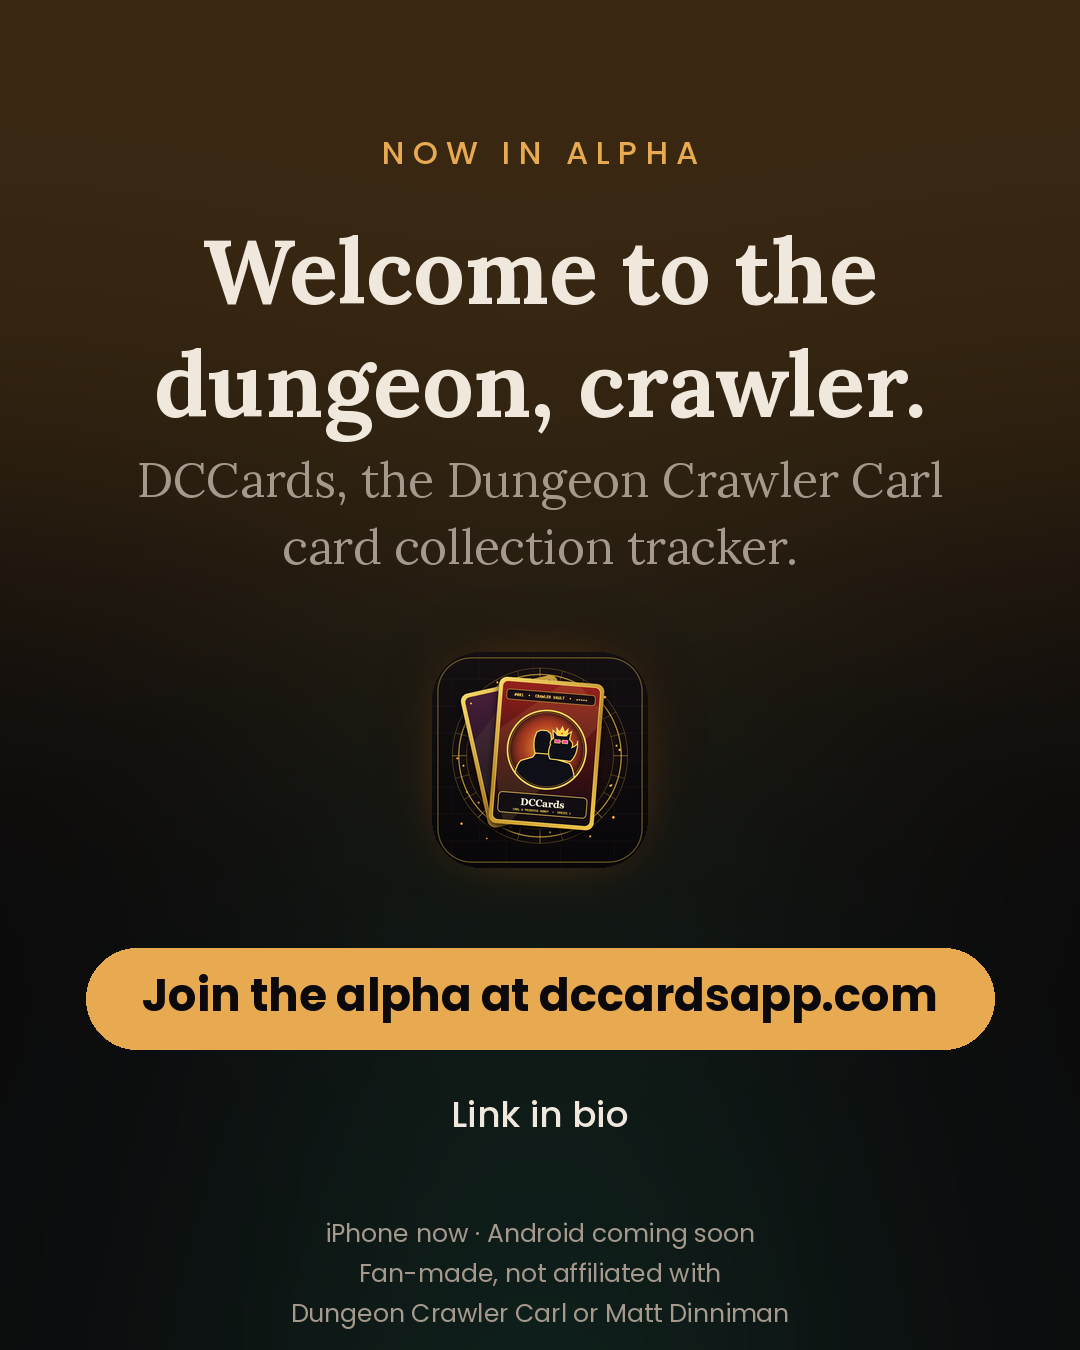 NOW IN ALPHA
Welcome to the
dungeon, crawler.
DCCards, the Dungeon Crawler Carl
card collection tracker.
CRAWLER VAULT
DCCards
Join the alpha at dccardsapp.com
Link in bio
iPhone now · Android coming soon
Fan-made, not affiliated with
Dungeon Crawler Carl or Matt Dinniman